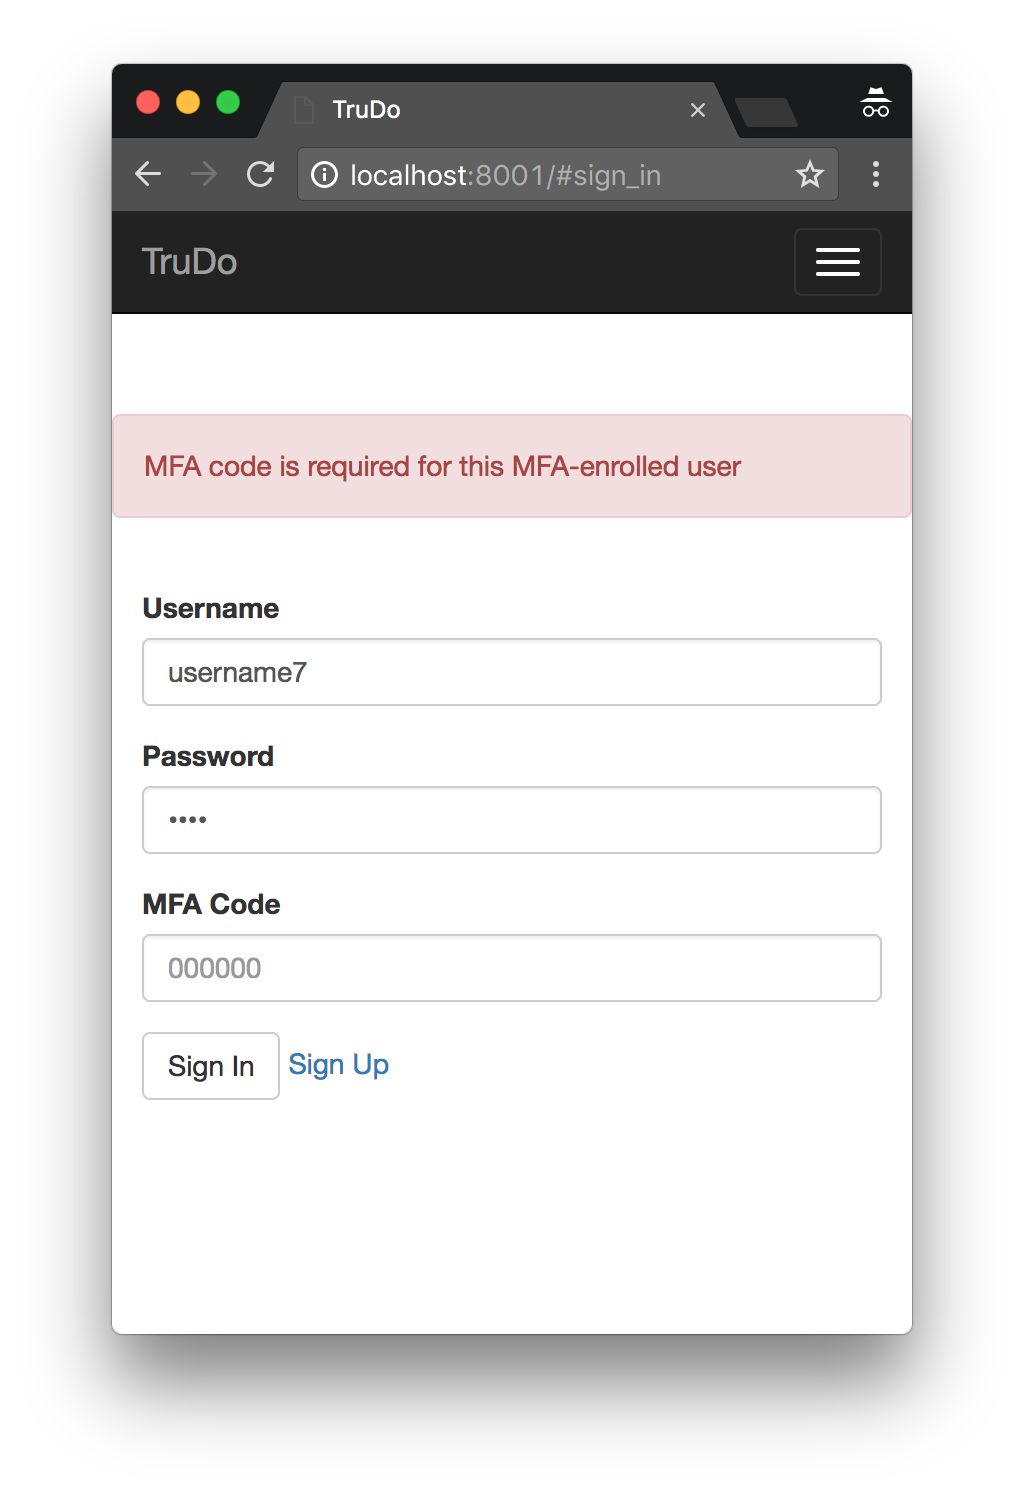 TruDo
localhost:8001/#sign_in
TruDo
MFA code is required for this MFA-enrolled user
Username
username7
Password
••••
MFA Code
000000
Sign In Sign Up